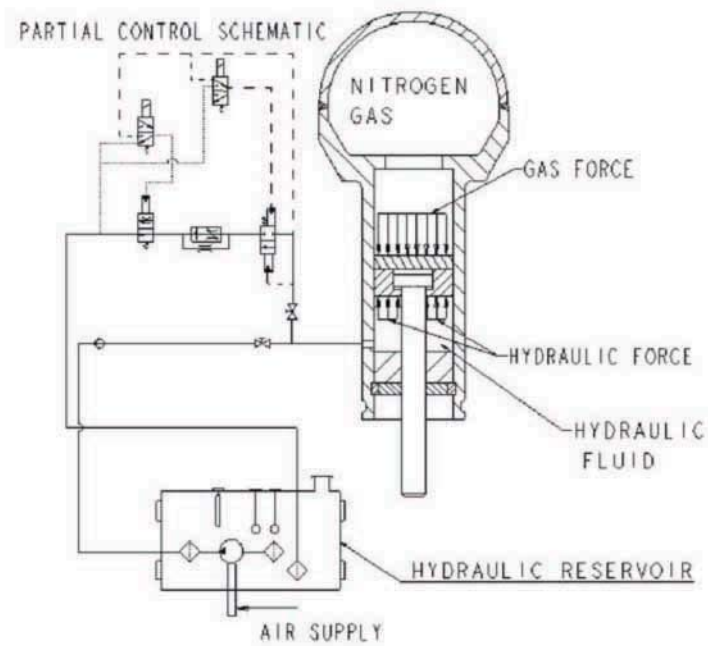 PARTIAL CONTROL SCHEMATIC
NITROGEN
GAS
GAS FORCE
HYDRAULIC FORCE
HYDRAULIC
FLUID
HYDRAULIC RESERVOIR
AIR SUPPLY